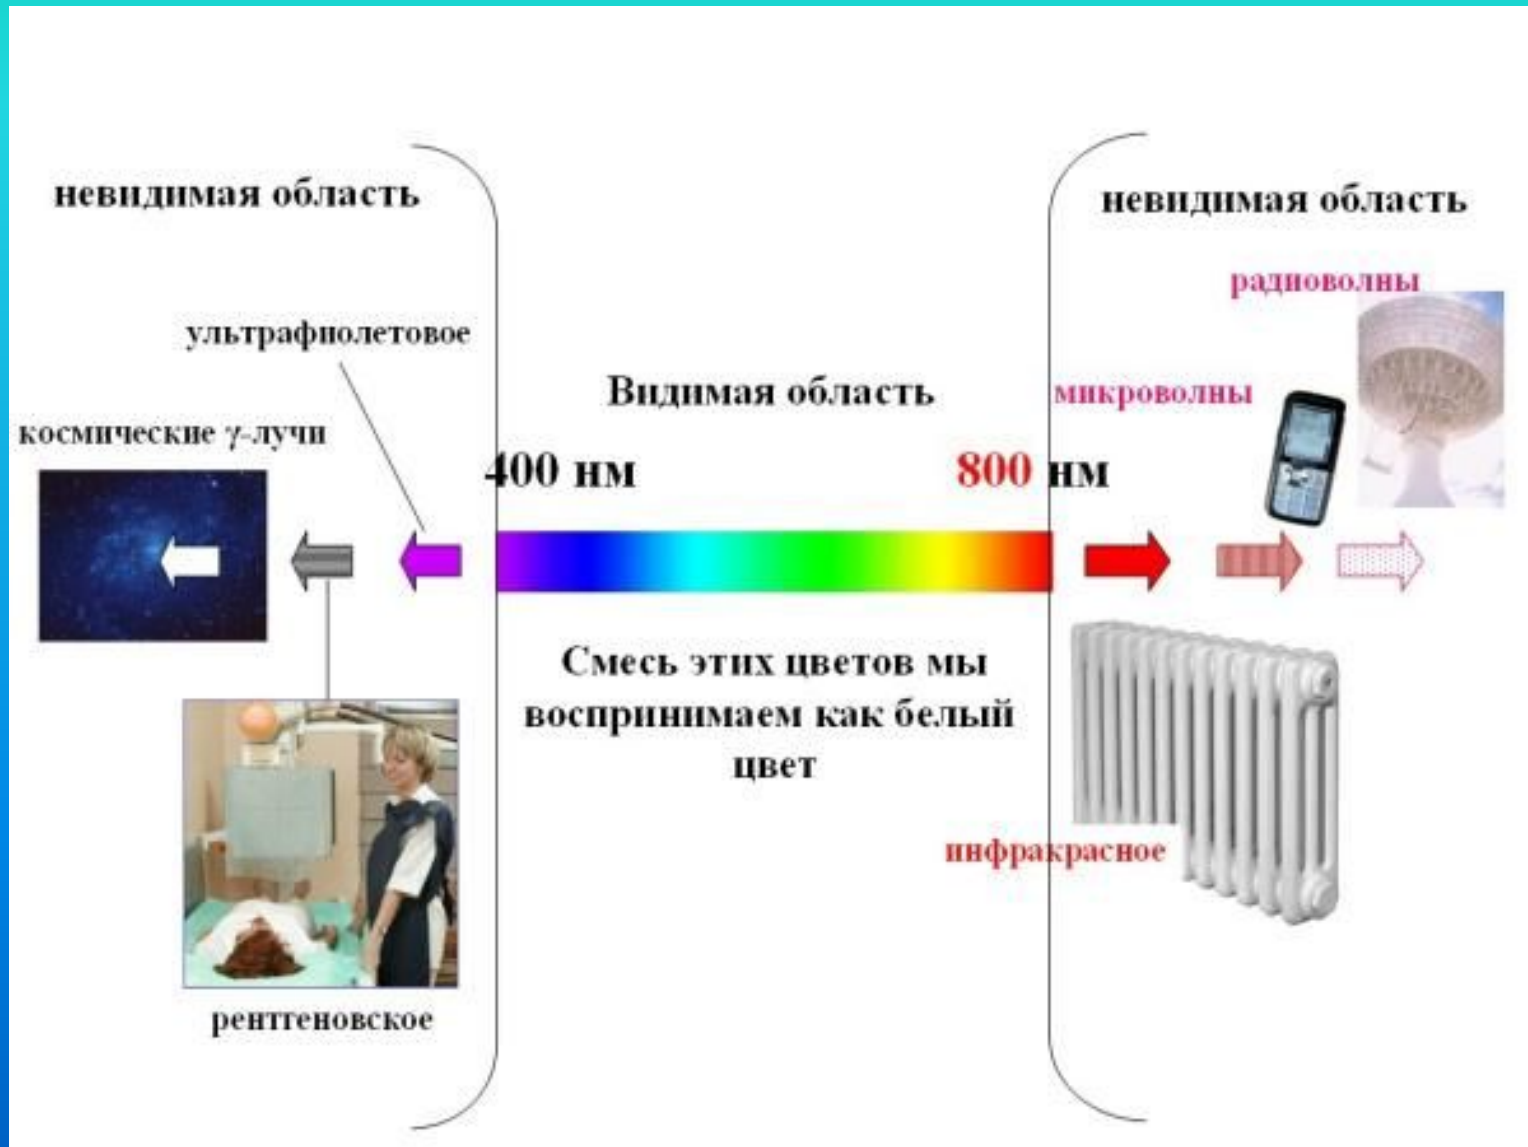 невидимая область
невидимая область
радиоволны
ультрафиолетовое
Видимая область
микроволны
космические γ-лучи
400 нм
800 нм
Смесь этих цветов мы
воспринимаем как белый
цвет
инфракрасное
рентгеновское